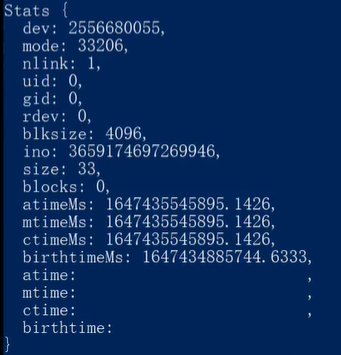 Stats {
dev: 2556680055,
mode: 33206,
nlink: 1,
uid: 0,
gid: 0,
rdev: 0,
blksize: 4096,
ino: 3659174697269946,
size: 33,
blocks: 0,
atimeMs: 1647435545895.1426,
mtimeMs: 1647435545895.1426,
ctimeMs: 1647435545895.1426,
birthtimeMs: 1647434885744.6333,
atime: ,
mtime: ,
ctime: ,
birthtime:
}